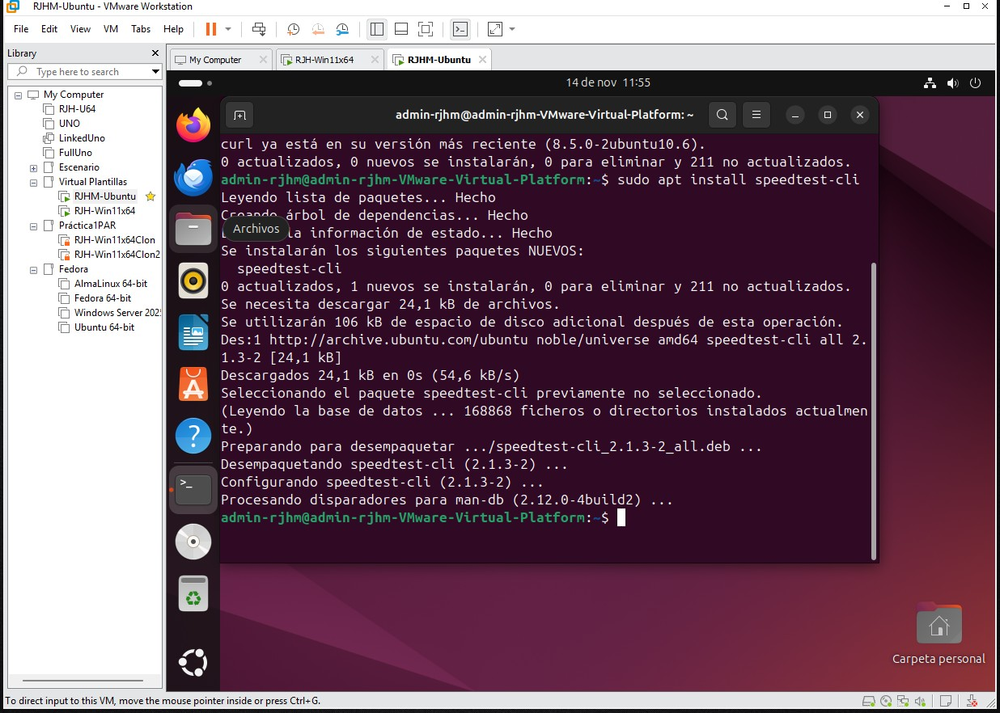 RJHM-Ubuntu - VMware Workstation
File Edit View VM Tabs Help
Library
Type here to search
My Computer
RJH-U64
UNO
LinkedUno
FullUno
Escenario
Virtual Plantillas
RJHM-Ubuntu
RJH-Win11x64
Práctica1PAR
RJH-Win11x64Clon
RJH-Win11x64Clon2
Fedora
AlmaLinux 64-bit
Fedora 64-bit
Windows Server 202
Ubuntu 64-bit
My Computer RJH-Win11x64 RJHM-Ubuntu
14 de nov 11:55
admin-rjhm@admin-rjhm-VMware-Virtual-Platform: ~
curl ya está en su versión más reciente (8.5.0-2ubuntu10.6).
0 actualizados, 0 nuevos se instalarán, 0 para eliminar y 211 no actualizados.
admin-rjhm@admin-rjhm-VMware-Virtual-Platform:~$ sudo apt install speedtest-cli
Leyendo lista de paquetes... Hecho
Creando árbol de dependencias... Hecho
Archivos
la información de estado... Hecho
Se instalarán los siguientes paquetes NUEVOS:
speedtest-cli
0 actualizados, 1 nuevos se instalarán, 0 para eliminar y 211 no actualizados.
Se necesita descargar 24,1 kB de archivos.
Se utilizarán 106 kB de espacio de disco adicional después de esta operación.
Des:1 http://archive.ubuntu.com/ubuntu noble/universe amd64 speedtest-cli all 2.
1.3-2 [24,1 kB]
Descargados 24,1 kB en 0s (54,6 kB/s)
Seleccionando el paquete speedtest-cli previamente no seleccionado.
(Leyendo la base de datos ... 168868 ficheros o directorios instalados actualmen
te.)
Preparando para desempaquetar .../speedtest-cli_2.1.3-2_all.deb ...
Desempaquetando speedtest-cli (2.1.3-2) ...
Configurando speedtest-cli (2.1.3-2) ...
Procesando disparadores para man-db (2.12.0-4build2) ...
admin-rjhm@admin-rjhm-VMware-Virtual-Platform:~$
Carpeta personal
To direct input to this VM, move the mouse pointer inside or press Ctrl+G.